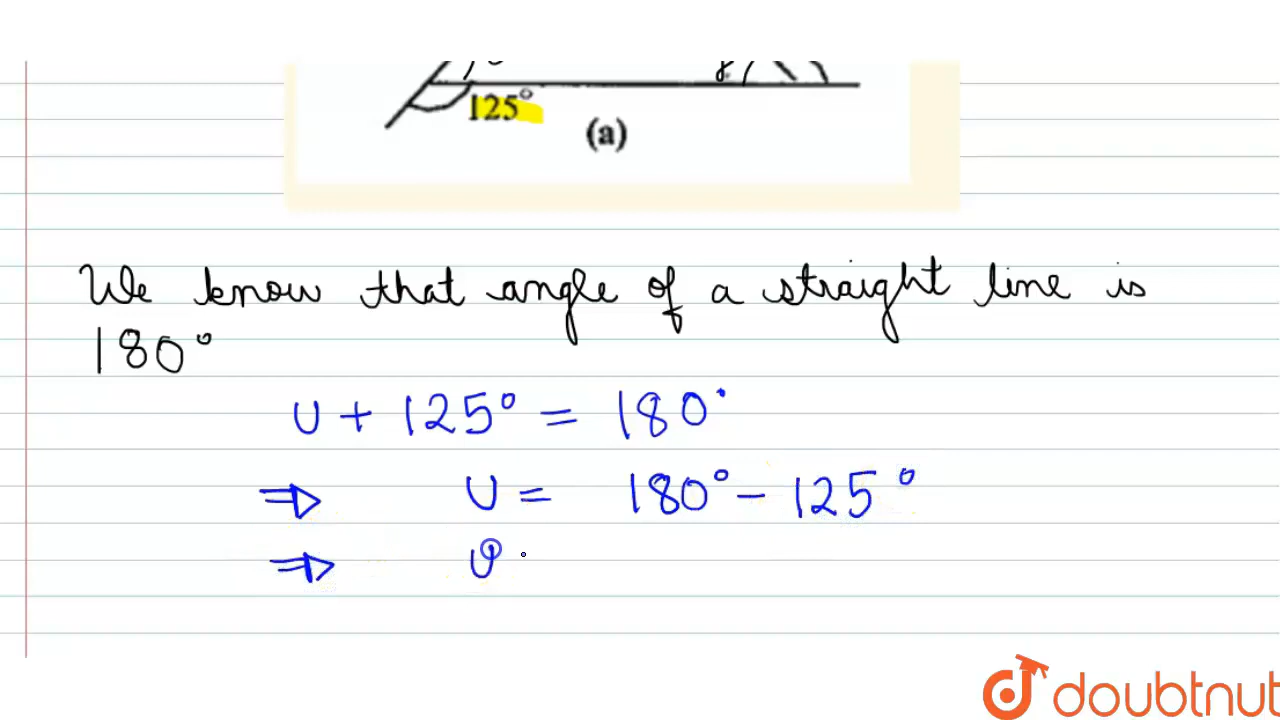 125°
(a)
We know that angle of a straight line is
180°
U + 125° = 180°
⇒ U = 180° - 125°
⇒ U
doubtnut